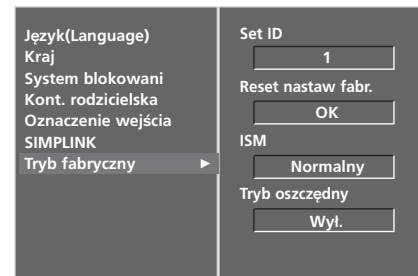 Język(Language)
Kraj
System blokowani
Kont. rodzicielska
Oznaczenie wejścia
SIMPLINK
Tryb fabryczny ►
Set ID
1
Reset nastaw fabr.
OK
ISM
Normalny
Tryb oszczędny
Wył.